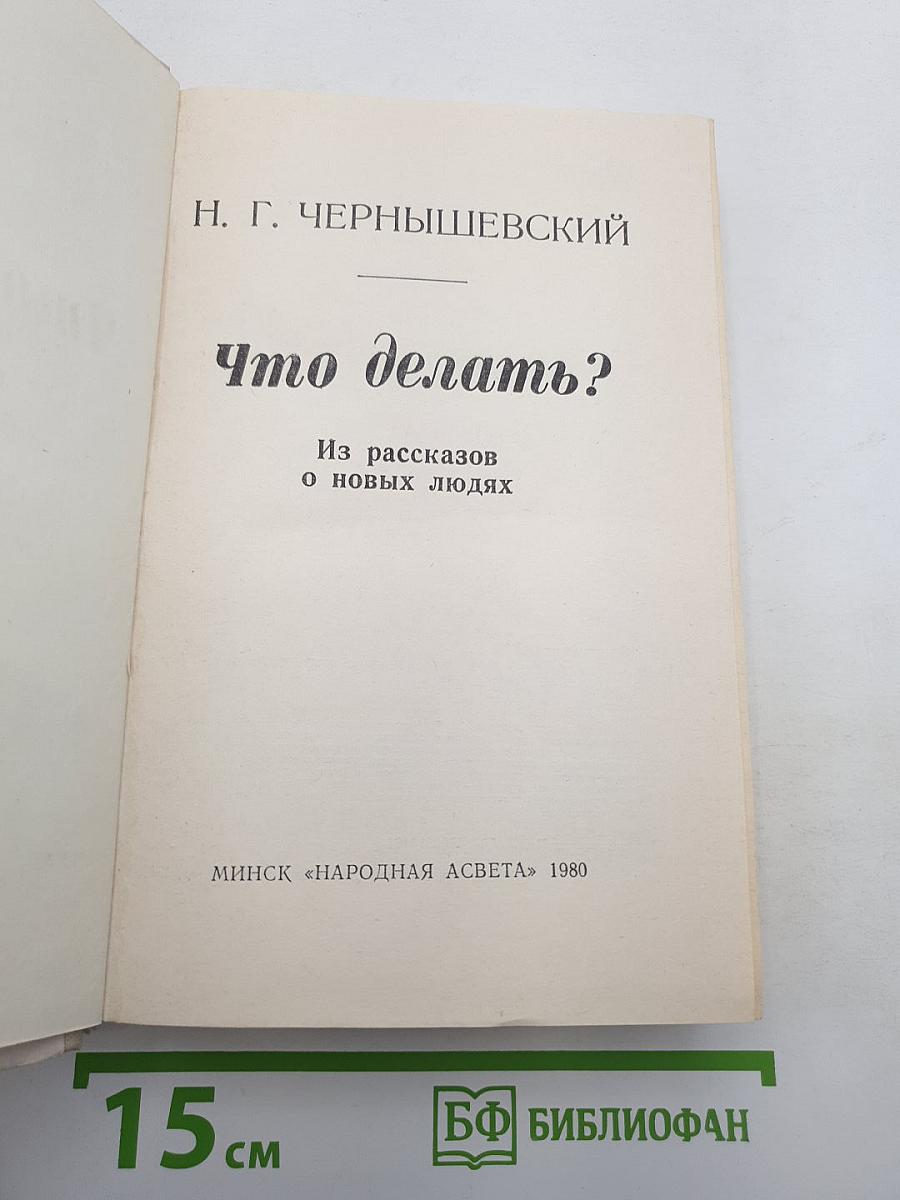 Н. Г. ЧЕРНЫШЕВСКИЙ
Что делать?
Из рассказов
о новых людях
МИНСК «НАРОДНАЯ АСВЕТА» 1980
15 см
БФ БИБЛИОФАН